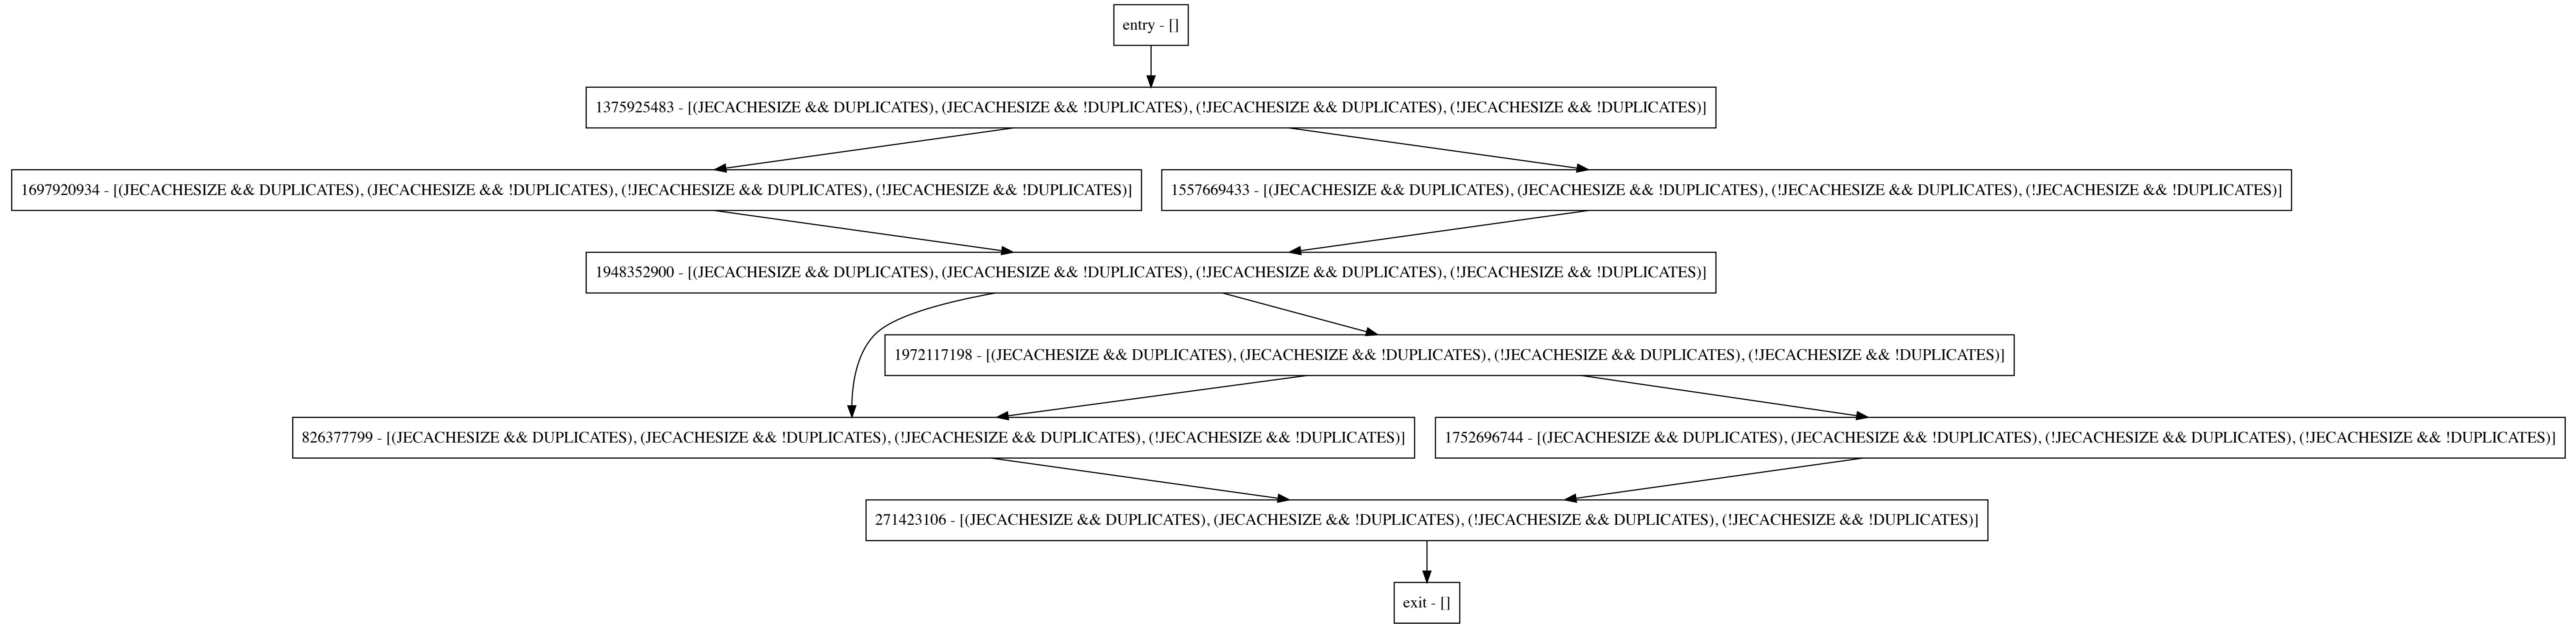 entry - []
1375925483 - [(JECACHESIZE && DUPLICATES), (JECACHESIZE && !DUPLICATES), (!JECACHESIZE && DUPLICATES), (!JECACHESIZE && !DUPLICATES)]
1697920934 - [(JECACHESIZE && DUPLICATES), (JECACHESIZE && !DUPLICATES), (!JECACHESIZE && DUPLICATES), (!JECACHESIZE && !DUPLICATES)]
1557669433 - [(JECACHESIZE && DUPLICATES), (JECACHESIZE && !DUPLICATES), (!JECACHESIZE && DUPLICATES), (!JECACHESIZE && !DUPLICATES)]
1948352900 - [(JECACHESIZE && DUPLICATES), (JECACHESIZE && !DUPLICATES), (!JECACHESIZE && DUPLICATES), (!JECACHESIZE && !DUPLICATES)]
1972117198 - [(JECACHESIZE && DUPLICATES), (JECACHESIZE && !DUPLICATES), (!JECACHESIZE && DUPLICATES), (!JECACHESIZE && !DUPLICATES)]
826377799 - [(JECACHESIZE && DUPLICATES), (JECACHESIZE && !DUPLICATES), (!JECACHESIZE && DUPLICATES), (!JECACHESIZE && !DUPLICATES)]
1752696744 - [(JECACHESIZE && DUPLICATES), (JECACHESIZE && !DUPLICATES), (!JECACHESIZE && DUPLICATES), (!JECACHESIZE && !DUPLICATES)]
271423106 - [(JECACHESIZE && DUPLICATES), (JECACHESIZE && !DUPLICATES), (!JECACHESIZE && DUPLICATES), (!JECACHESIZE && !DUPLICATES)]
exit - []